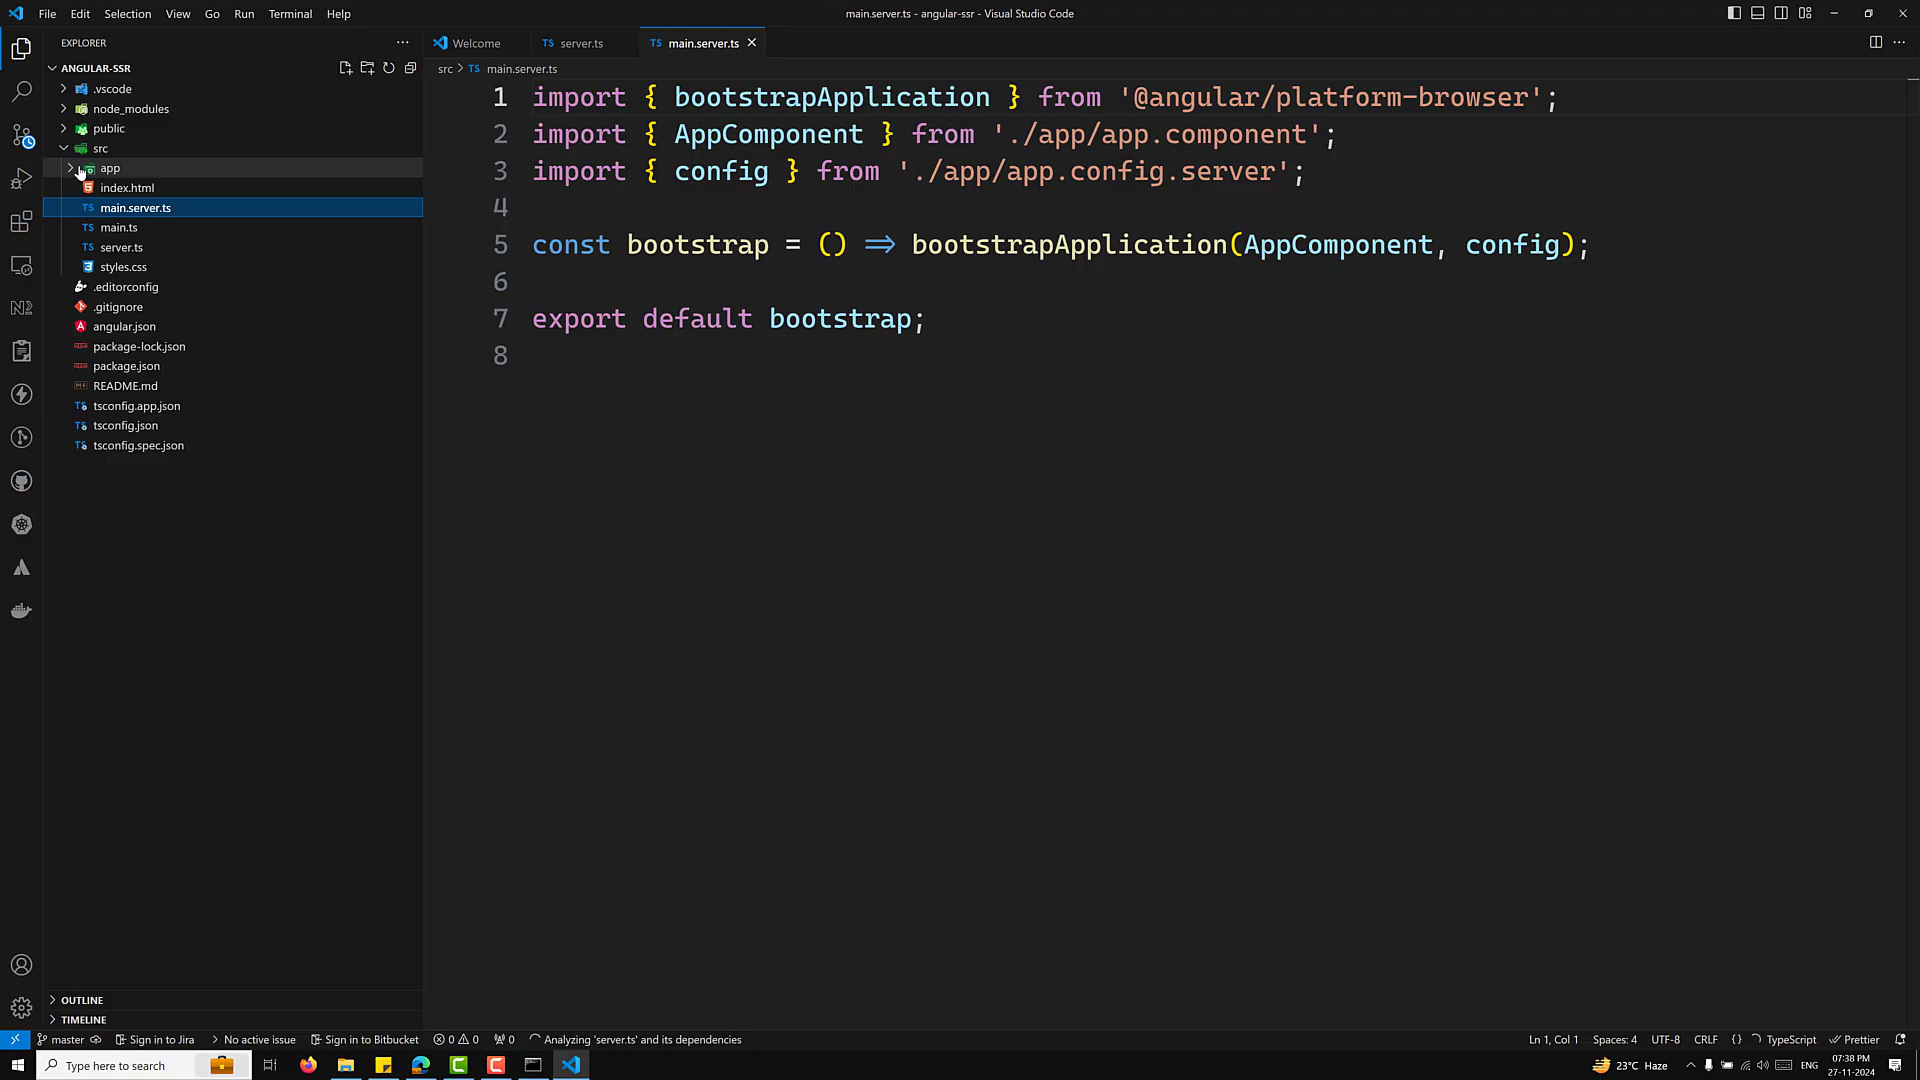 File Edit Selection View Go Run Terminal Help
main.server.ts - angular-ssr - Visual Studio Code
EXPLORER
ANGULAR-SSR
.vscode
node_modules
public
src
app
index.html
TS main.server.ts
TS main.ts
TS server.ts
styles.css
.editorconfig
.gitignore
angular.json
package-lock.json
package.json
README.md
tsconfig.app.json
tsconfig.json
tsconfig.spec.json
OUTLINE
TIMELINE
Welcome TS server.ts TS main.server.ts
src > TS main.server.ts
1 import { bootstrapApplication } from '@angular/platform-browser';
2 import { AppComponent } from './app/app.component';
3 import { config } from './app/app.config.server';
4
5 const bootstrap = () => bootstrapApplication(AppComponent, config);
6
7 export default bootstrap;
8
master Sign in to Jira No active issue Sign in to Bitbucket 0 0 0 Analyzing 'server.ts' and its dependencies
Ln 1, Col 1 Spaces: 4 UTF-8 CRLF {} TypeScript Prettier
Type here to search
23°C Haze ENG
07:38 PM
27-11-2024